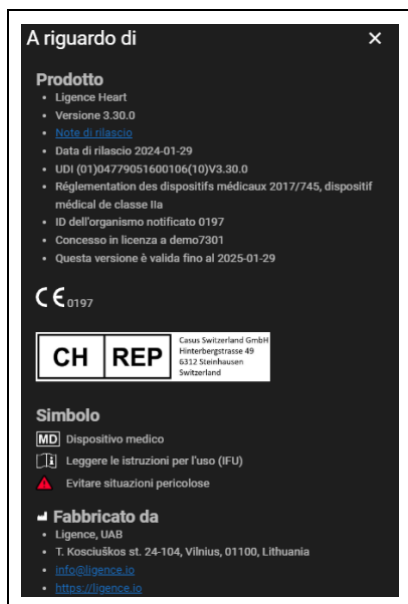 A riguardo di
Prodotto
Ligence Heart
Versione 3.30.0
Note di rilascio
Data di rilascio 2024-01-29
UDI (01)04779051600106(10)V3.30.0
Réglementation des dispositifs médicaux 2017/745, dispositif
médical de classe IIa
ID dell'organismo notificato 0197
Concesso in licenza a demo7301
Questa versione è valida fino al 2025-01-29
CE 0197
CH REP
Casus Switzerland GmbH
Hinterbergstrasse 49
6312 Steinhausen
Switzerland
Simbolo
MD Dispositivo medico
Leggere le istruzioni per l'uso (IFU)
Evitare situazioni pericolose
Fabbricato da
Ligence, UAB
T. Kosciuškos st. 24-104, Vilnius, 01100, Lithuania
info@ligence.io
https://ligence.io